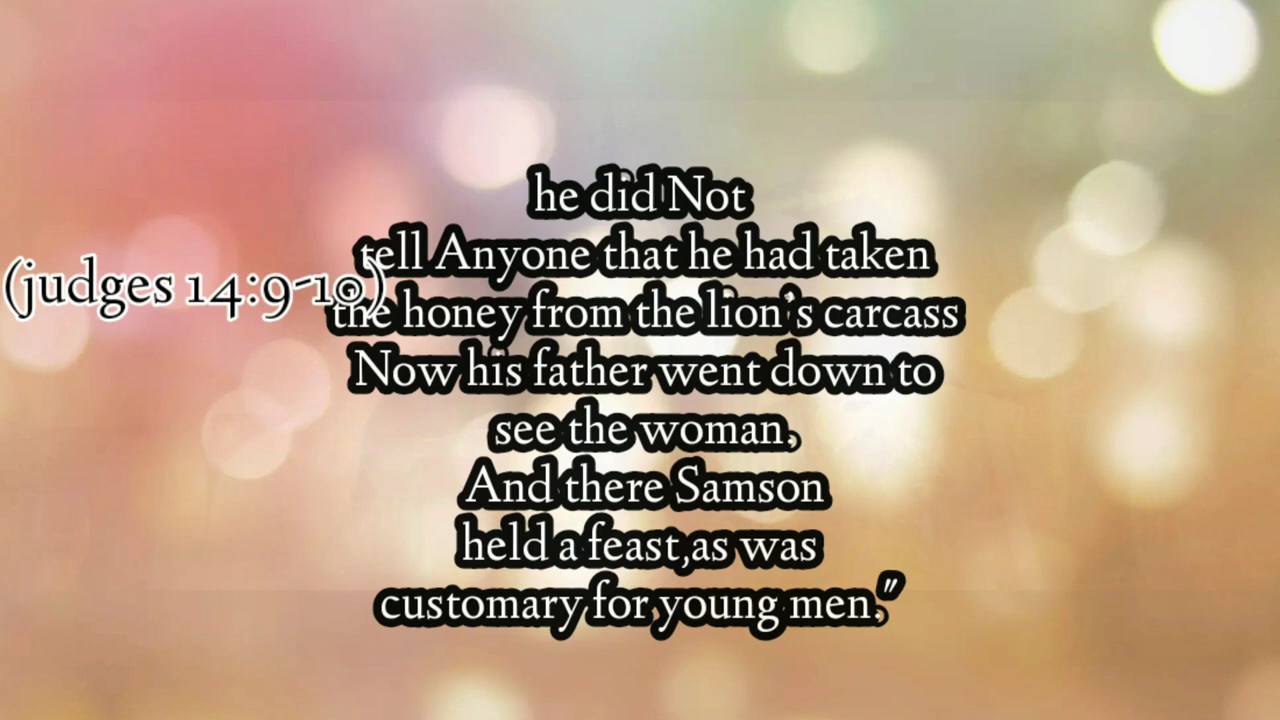 he did Not
tell Anyone that he had taken
(judges 14:9-10)
the honey from the lion's carcass
Now his father went down to
see the woman,
And there Samson
held a feast,as was
customary for young men."